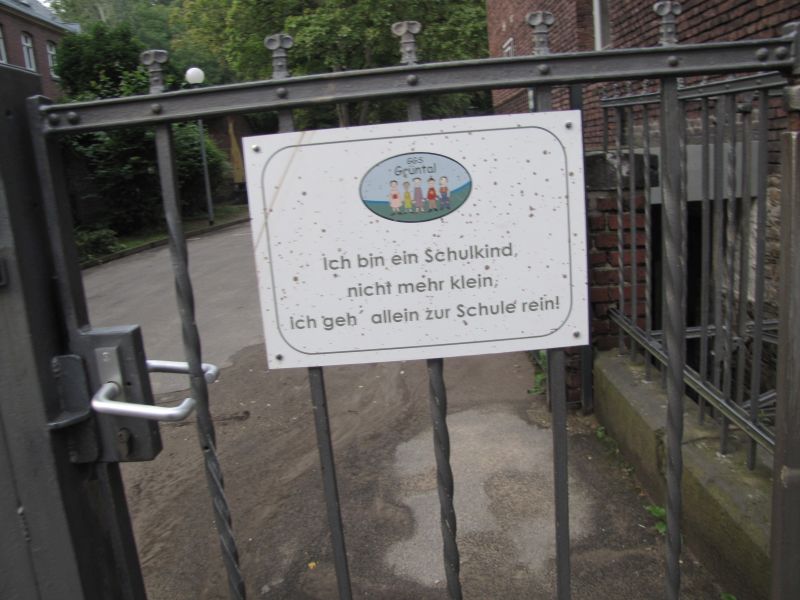 GGS
Grüntal
Ich bin ein Schulkind,
nicht mehr klein,
Ich geh´ allein zur Schule rein!